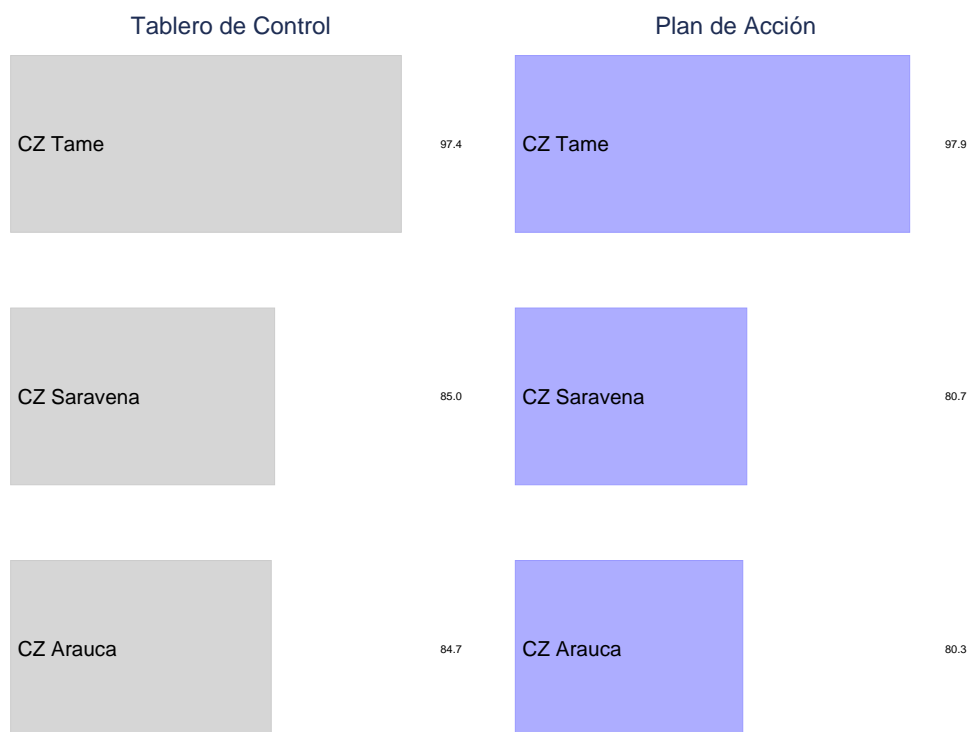 Tablero de Control
Plan de Acción
CZ Tame 97.4
CZ Tame 97.9
CZ Saravena 85.0
CZ Saravena 80.7
CZ Arauca 84.7
CZ Arauca 80.3